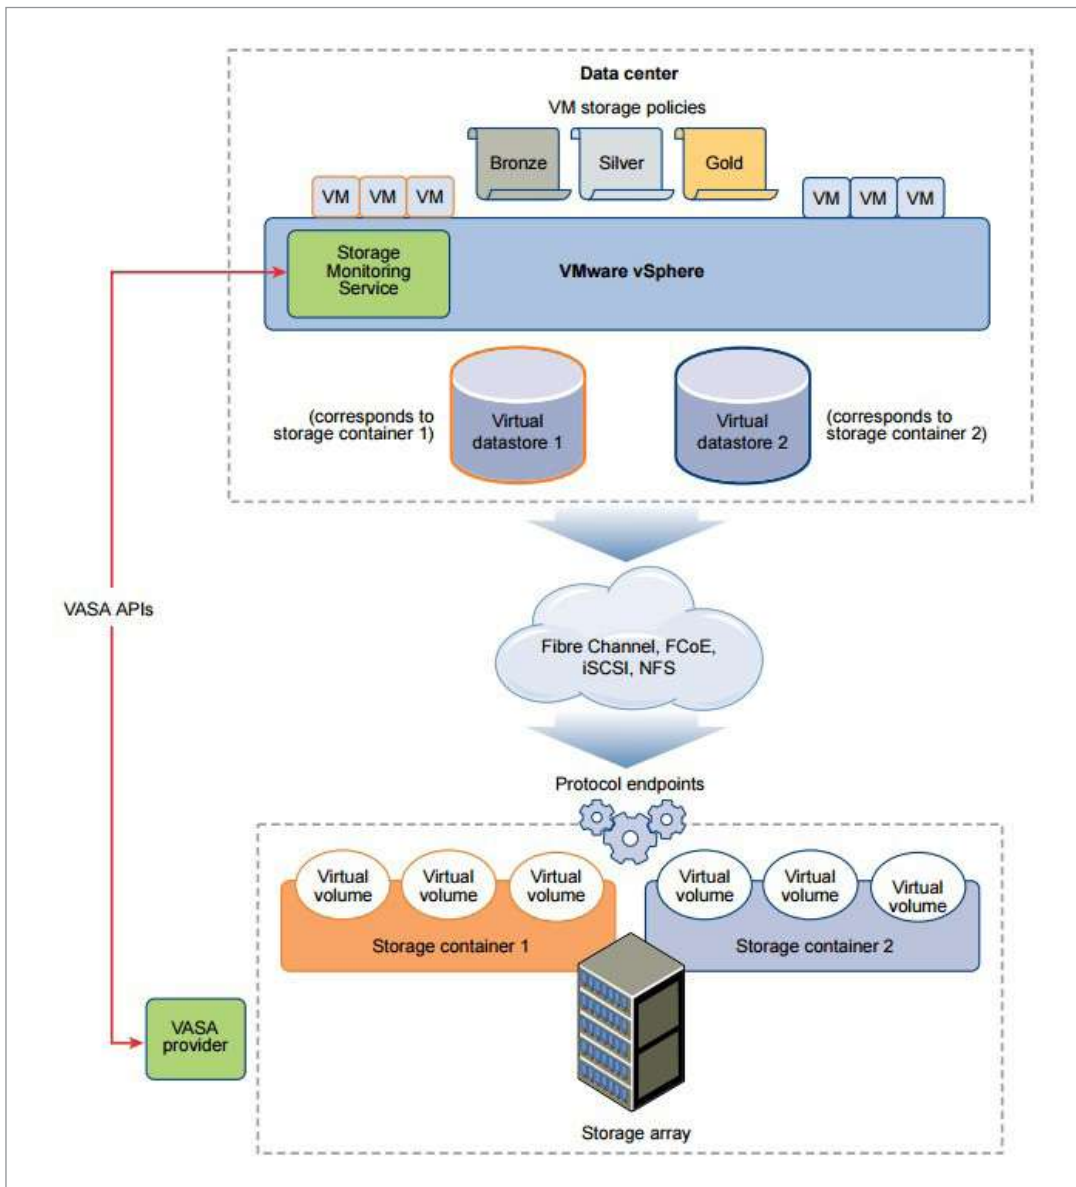 Data center
VM storage policies
Bronze
Silver
Gold
VM VM VM
VM VM VM
Storage
Monitoring
Service
VMware vSphere
(corresponds to
storage container 1)
Virtual
datastore 1
Virtual
datastore 2
(corresponds to
storage container 2)
VASA APIs
Fibre Channel, FCoE,
iSCSI, NFS
Protocol endpoints
Virtual
volume
Virtual
volume
Virtual
volume
Storage container 1
Virtual
volume
Virtual
volume
Virtual
volume
Storage container 2
VASA
provider
Storage array